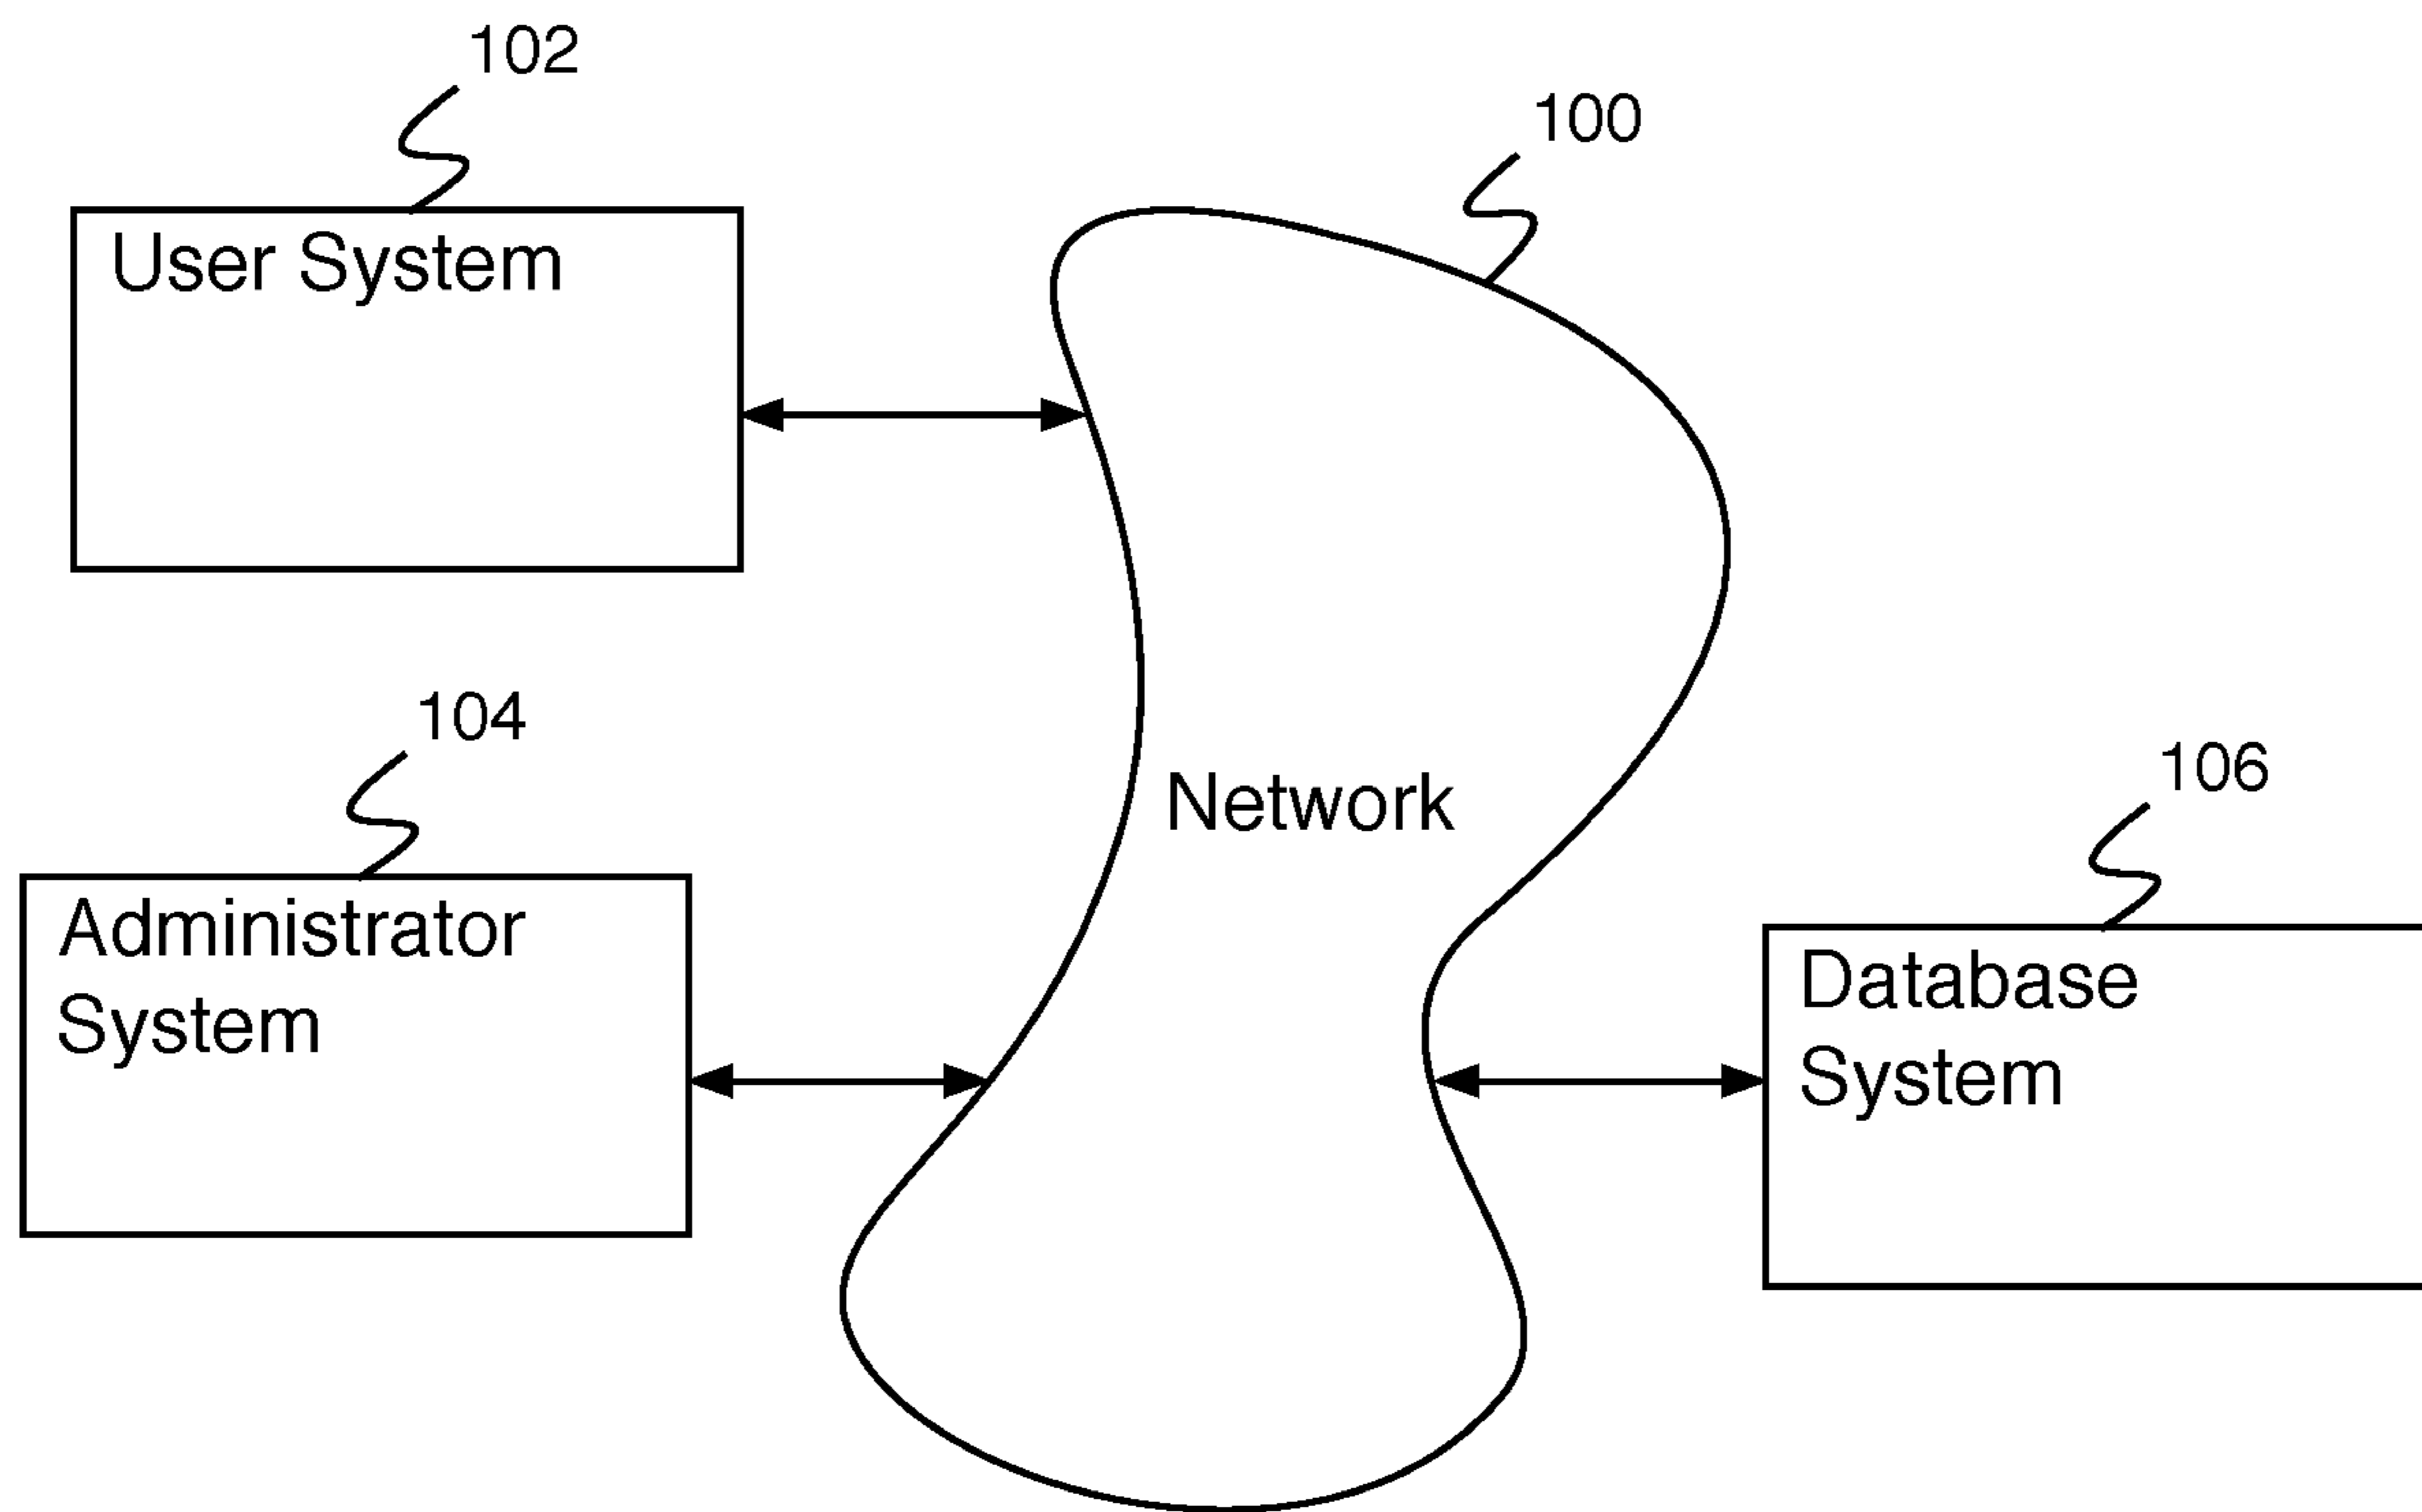 102
100
User System
104
Network
106
Administrator
System
Database
System